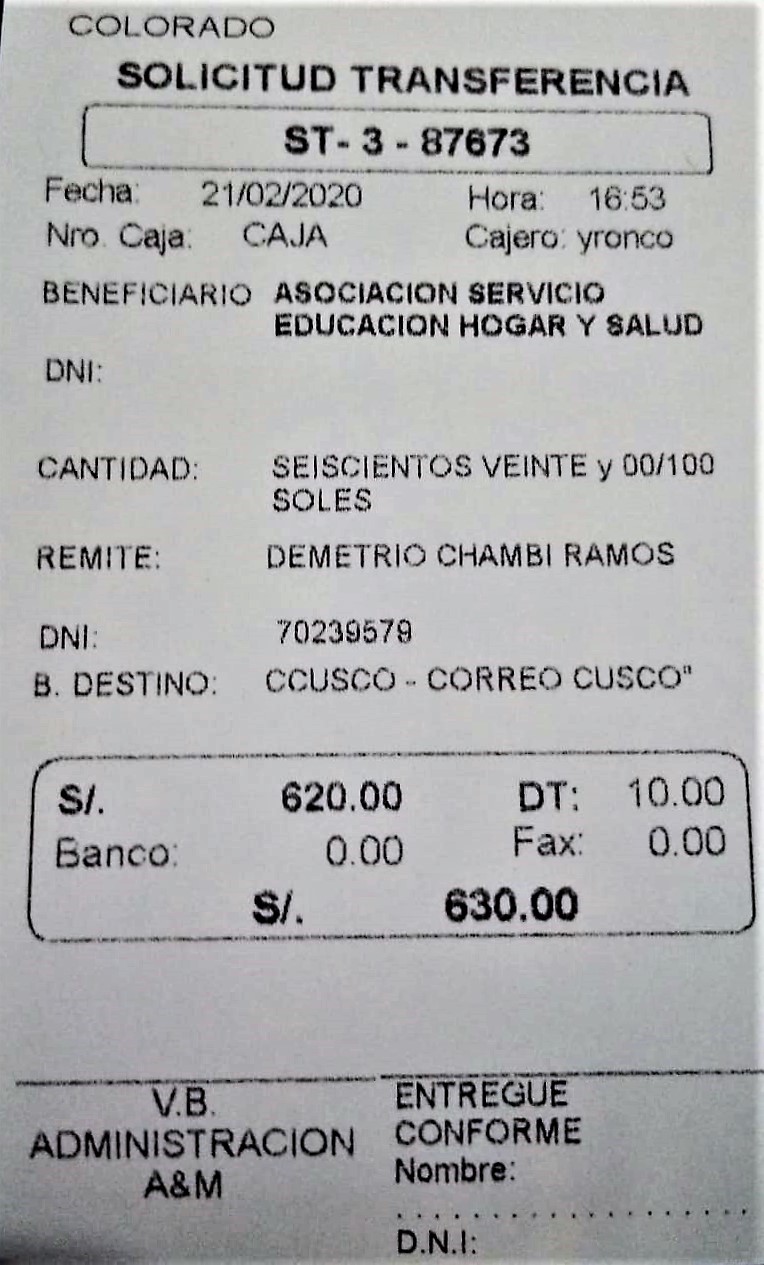 COLORADO
SOLICITUD TRANSFERENCIA
ST- 3 - 87673
Fecha: 21/02/2020 Hora: 16:53
Nro. Caja: CAJA Cajero: yronco
BENEFICIARIO ASOCIACION SERVICIO
EDUCACION HOGAR Y SALUD
DNI:
CANTIDAD: SEISCIENTOS VEINTE y 00/100
SOLES
REMITE: DEMETRIO CHAMBI RAMOS
DNI: 70239579
B. DESTINO: CCUSCO - CORREO CUSCO"
S/. 620.00 DT: 10.00
Banco: 0.00 Fax: 0.00
S/. 630.00
V.B.
ADMINISTRACION
A&M
ENTREGUE
CONFORME
Nombre:
D.N.I: